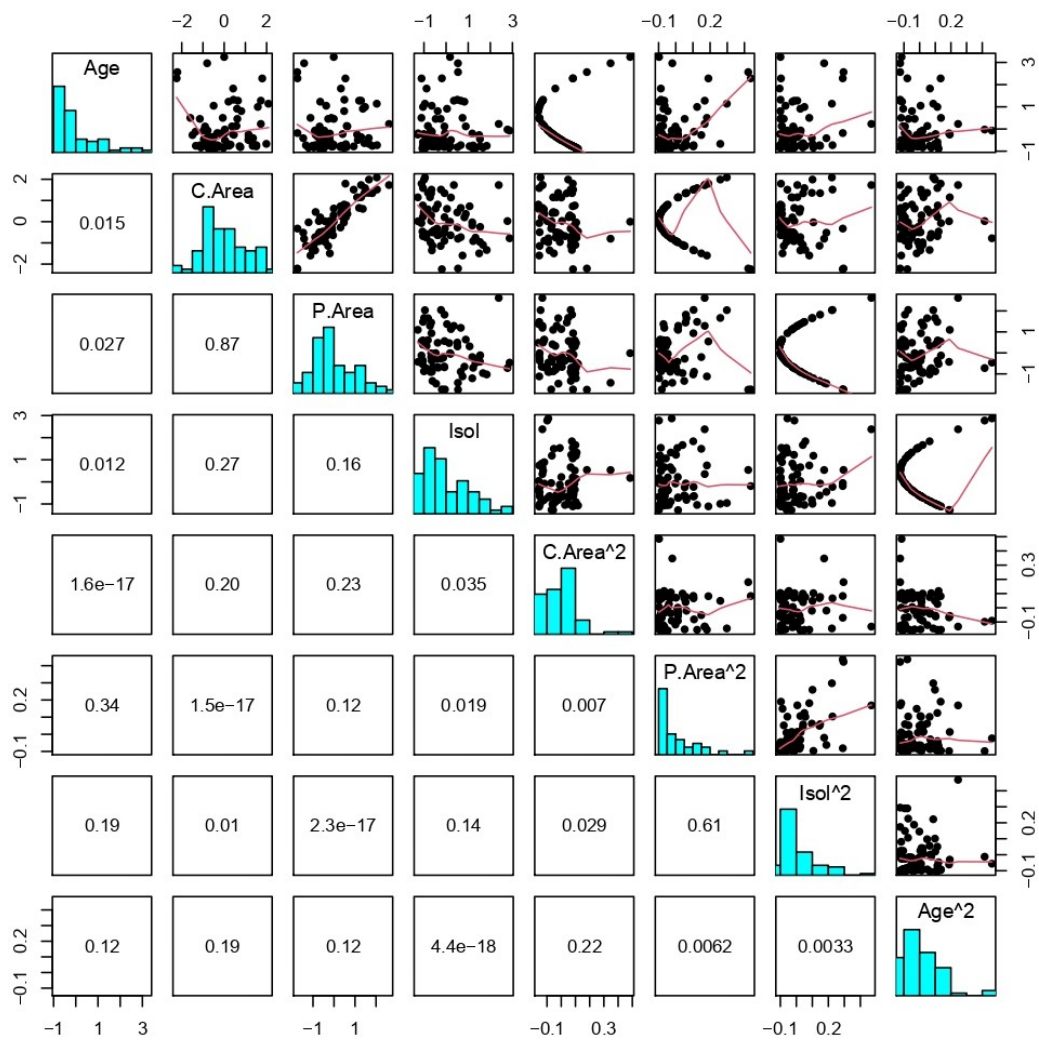 −2 0 2 −1 1 3 −0.1 0.2 −0.1 0.2
Age
−1 1 3
−2 0 2
0.015
C.Area
0.027
0.87
P.Area
−1 1
−1 1 3
0.012
0.27
0.16
Isol
1.6e−17
0.20
0.23
0.035
C.Area^2
−0.1 0.3
−0.1 0.2
0.34
1.5e−17
0.12
0.019
0.007
P.Area^2
0.19
0.01
2.3e−17
0.14
0.029
0.61
Isol^2
−0.1 0.2
−0.1 0.2
0.12
0.19
0.12
4.4e−18
0.22
0.0062
0.0033
Age^2
−1 1 3 −1 1 −0.1 0.3 −0.1 0.2